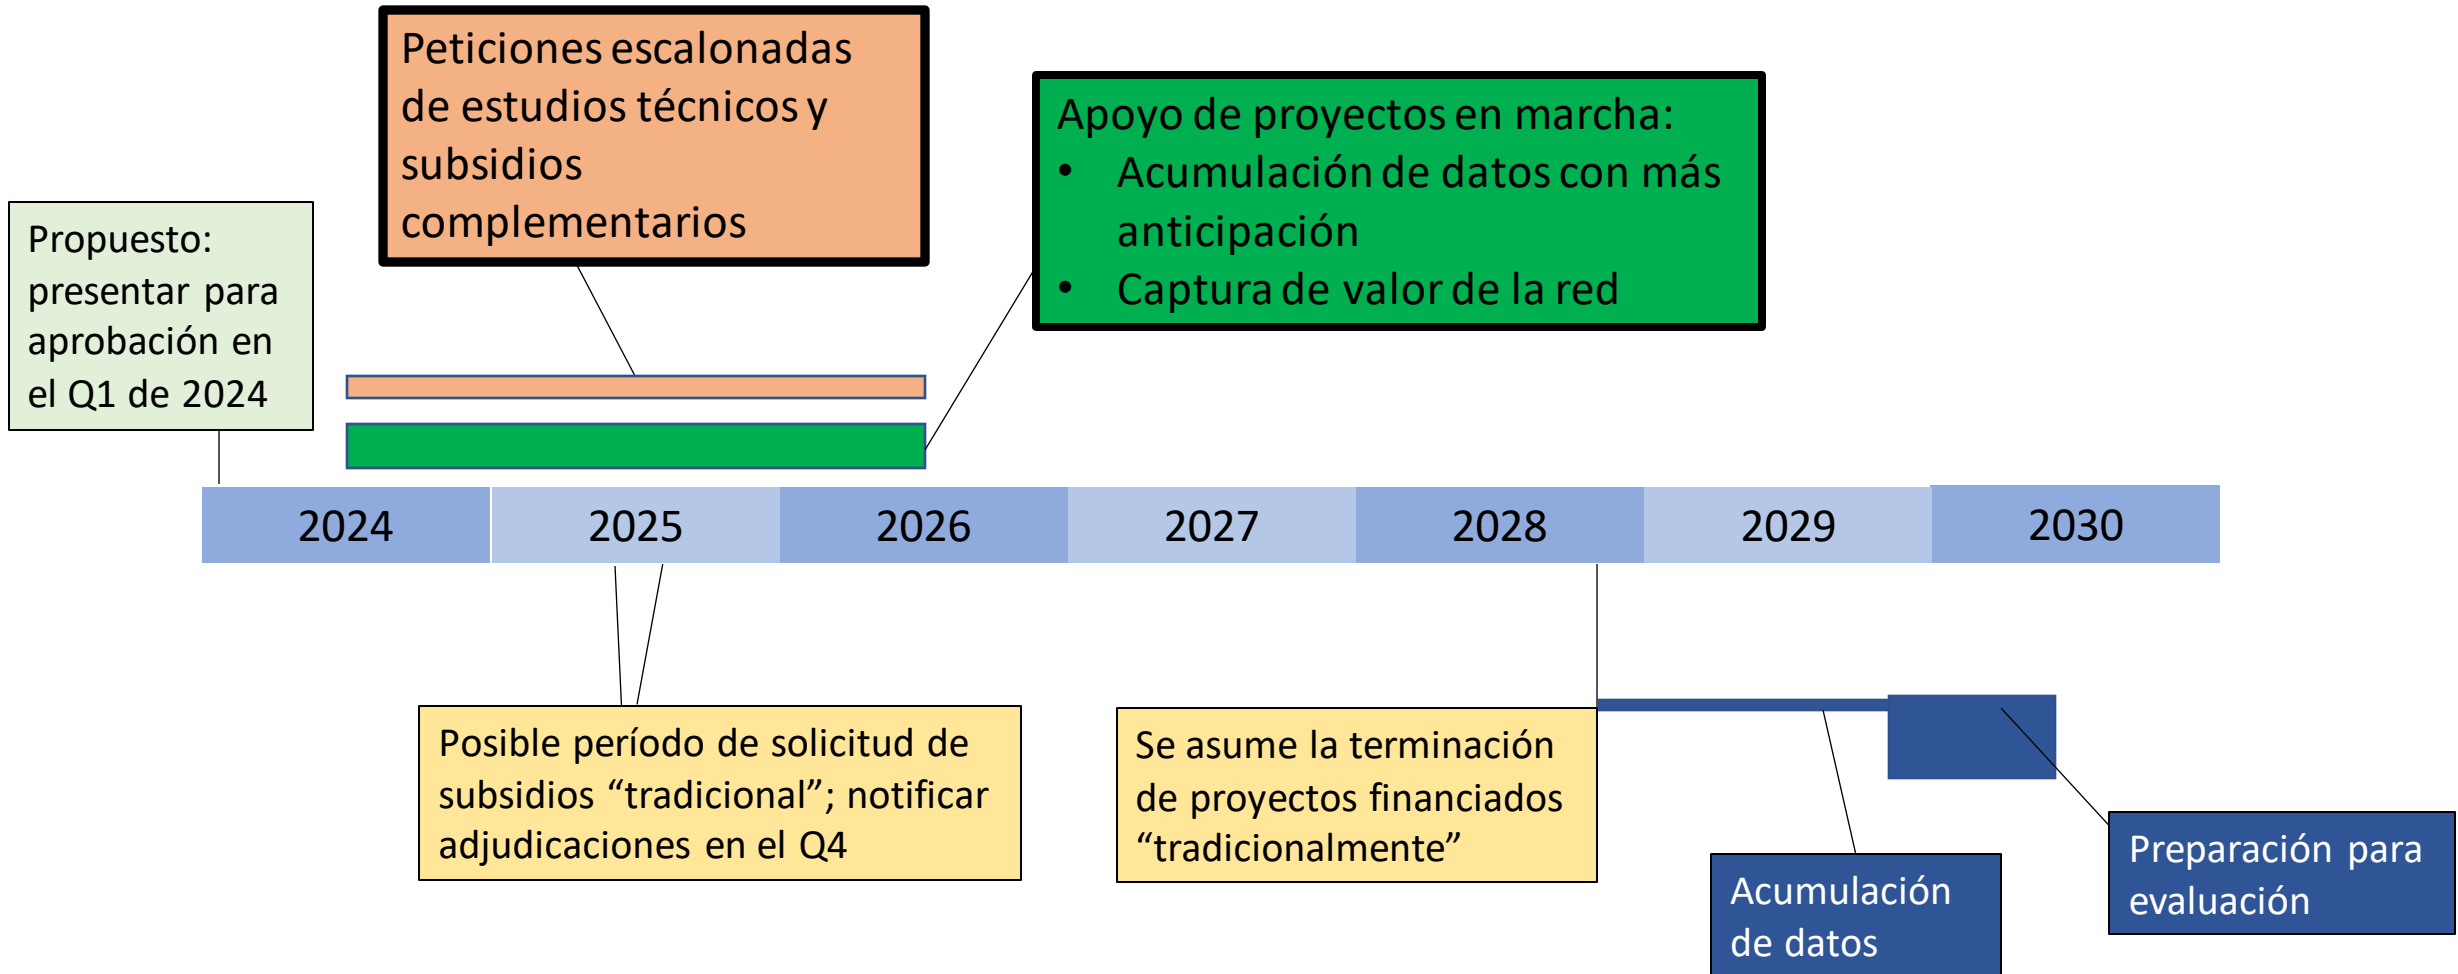 Peticiones escalonadas
de estudios técnicos y
subsidios
complementarios
Apoyo de proyectos en marcha:
• Acumulación de datos con más
anticipación
• Captura de valor de la red
Propuesto:
presentar para
aprobación en
el Q1 de 2024
2024 2025 2026 2027 2028 2029 2030
Posible período de solicitud de
subsidios “tradicional”; notificar
adjudicaciones en el Q4
Se asume la terminación
de proyectos financiados
“tradicionalmente”
Acumulación
de datos
Preparación para
evaluación